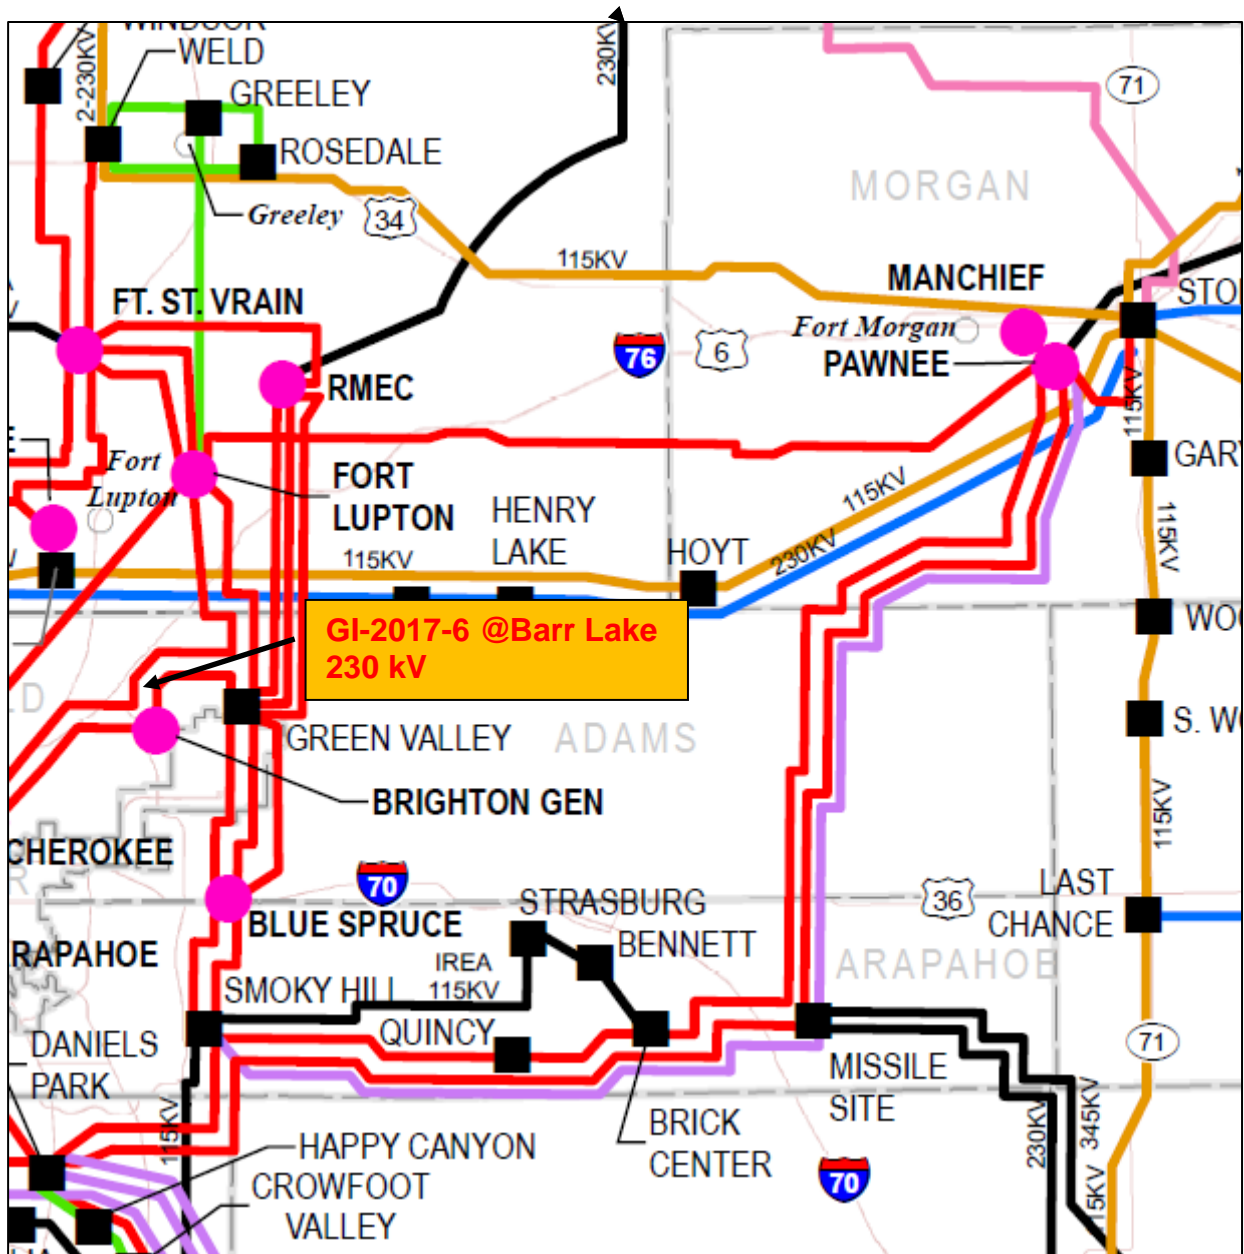 WINDSOR
WELD
2-230KV
GREELEY
ROSEDALE
Greeley
34
230KV
71
MORGAN
115KV
MANCHIEF
FT. ST. VRAIN
Fort Morgan
76
6
PAWNEE
RMEC
115KV
Fort
Lupton
FORT
LUPTON
HENRY
LAKE
HOYT
115KV
115KV
230KV
115KV
GI-2017-6 @Barr Lake
230 kV
GREEN VALLEY
ADAMS
BRIGHTON GEN
CHEROKEE
115KV
70
BLUE SPRUCE
STRASBURG
BENNETT
36
LAST
CHANCE
ARAPAHOE
IREA
115KV
SMOKY HILL
QUINCY
DANIELS
PARK
MISSILE
SITE
71
BRICK
CENTER
115KV
HAPPY CANYON
CROWFOOT
VALLEY
230KV
345KV
70